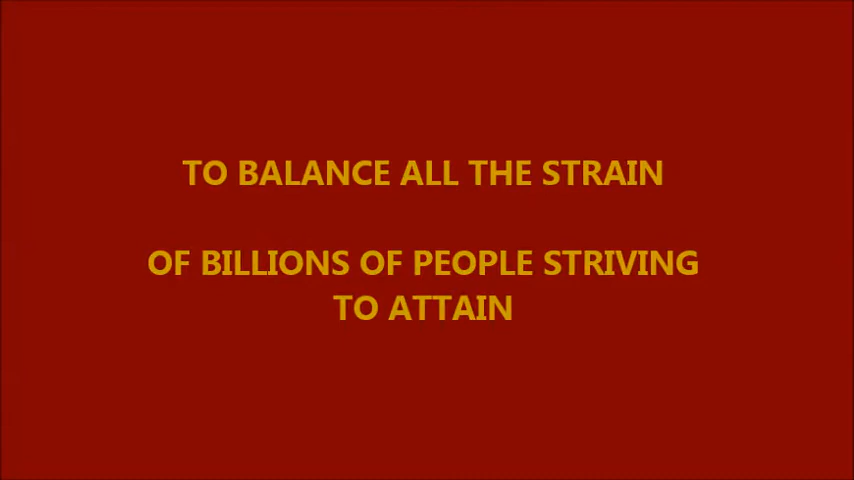 TO BALANCE ALL THE STRAIN
OF BILLIONS OF PEOPLE STRIVING
TO ATTAIN